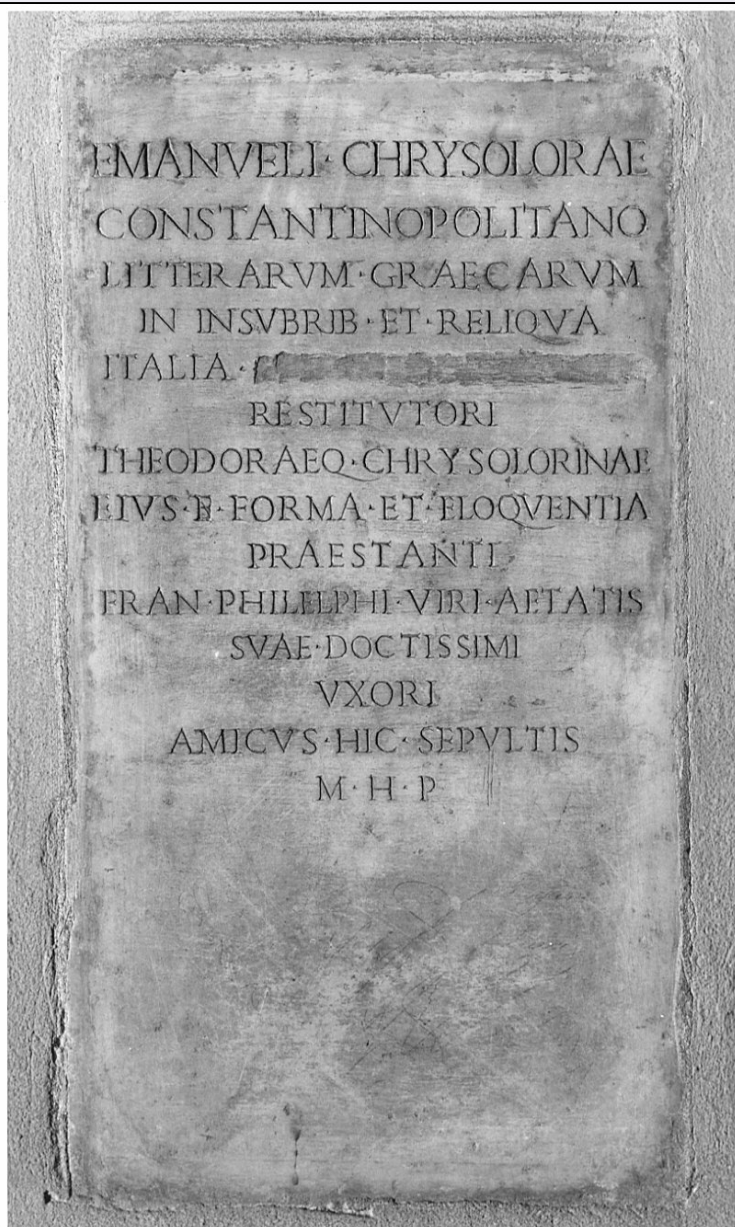 EMANVELI · CHRYSOLORAE
CONSTANTINOPOLITANO
LITTERARVM · GRAECARVM
IN INSVBRIB · ET · RELIQVA
ITALIA ·
RESTITVTORI
THEODORAEQ · CHRYSOLORINAE
EIVS · F · FORMA · ET · ELOQVENTIA
PRAESTANTI
FRAN · PHILELPHI · VIRI · AETATIS
SVAE · DOCTISSIMI
VXORI
AMICVS · HIC · SEPVLTIS
M · H · P